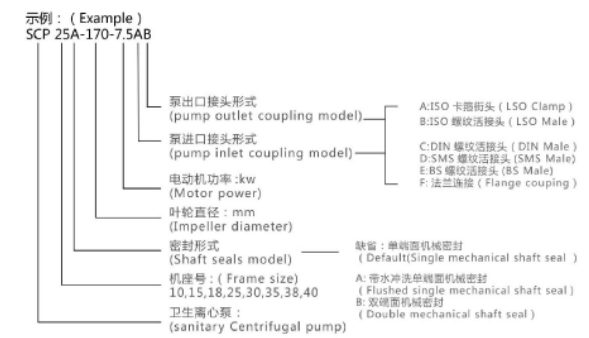 示例：（Example）
SCP 25A-170-7.5AB
泵出口接头形式
(pump outlet coupling model)
泵进口接头形式
(pump inlet coupling model)
电动机功率 :kw
(Motor power)
叶轮直径：mm
(Impeller diameter)
密封形式
(Shaft seals model)
机座号：（Frame size)
10,15,18,25,30,35,38,40
卫生离心泵：
(sanitary Centrifugal pump)
A:ISO 卡箍街头（LSO Clamp）
B:ISO 螺纹活接头（LSO Male）
C:DIN 螺纹活接头（DIN Male）
D:SMS 螺纹活接头 (SMS Male)
E:BS 螺纹活接头 (BS Male)
F: 法兰连接（Flange couping）
缺省：单端面机械密封
（Default(Single mechanical shaft seal ）
A: 带水冲洗单端面机械密封
（Flushed single mechanical shaft seal）
B: 双端面机械密封
（Double mechanical shaft seal）